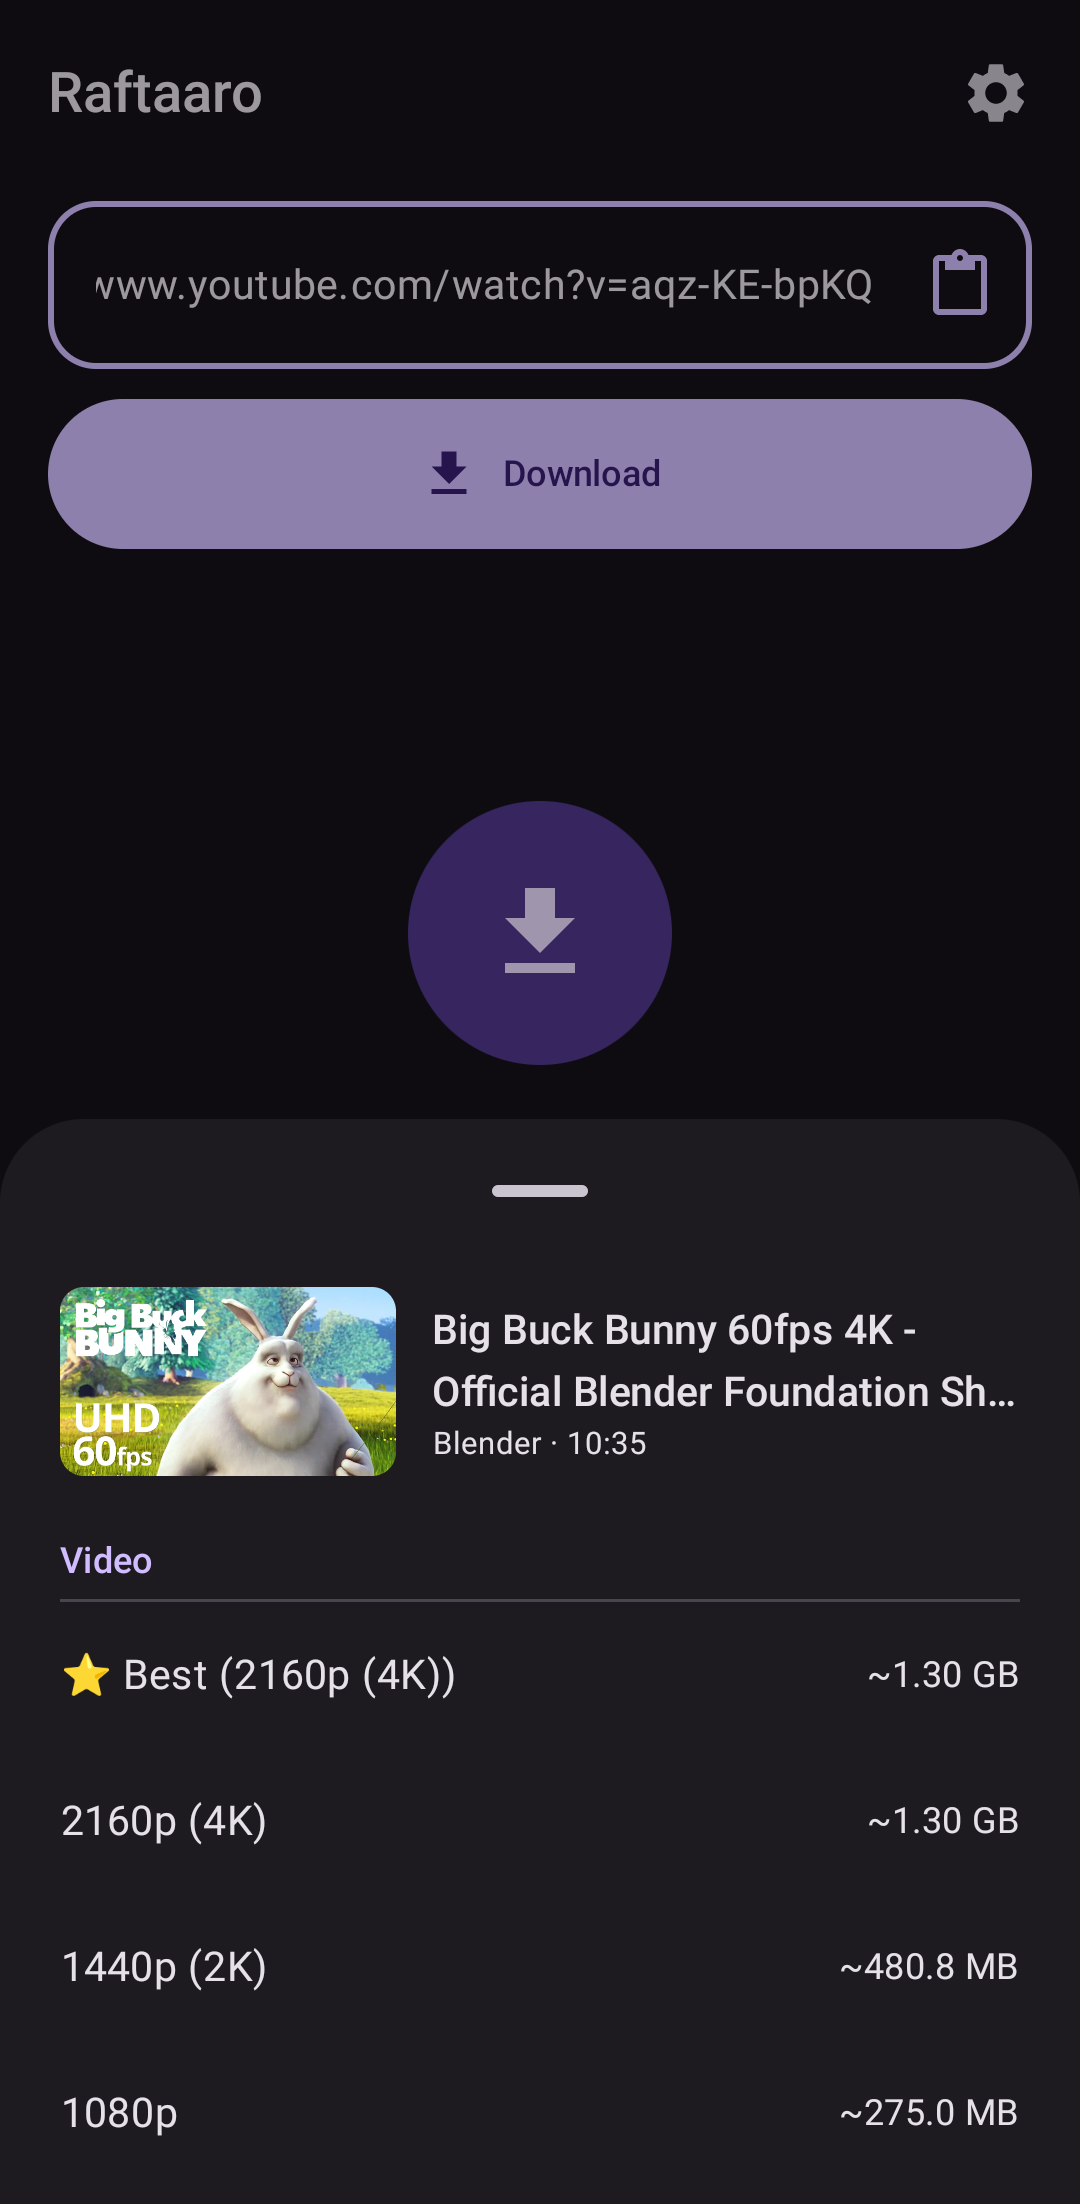 Raftaaro
www.youtube.com/watch?v=aqz-KE-bpKQ
Download
Big Buck
BUNNY
UHD
60fps
Big Buck Bunny 60fps 4K -
Official Blender Foundation Sh...
Blender · 10:35
Video
⭐ Best (2160p (4K))
~1.30 GB
2160p (4K)
~1.30 GB
1440p (2K)
~480.8 MB
1080p
~275.0 MB